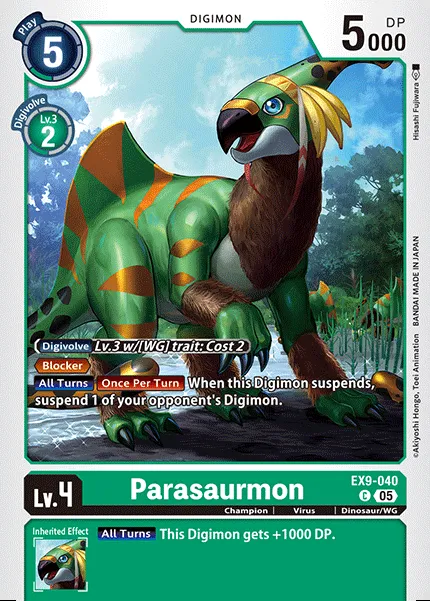 DIGIMON
Play
5
5000
DP
Digivolve
Lv.3
2
Hisashi Fujiwara
©Akiyoshi Hongo, Toei Animation BANDAI MADE IN JAPAN
Digivolve Lv.3 w/[WG] trait: Cost 2
Blocker
All Turns Once Per Turn When this Digimon suspends,
suspend 1 of your opponent's Digimon.
Lv.4
Parasaurmon
EX9-040
C 05
Champion | Virus | Dinosaur/WG
Inherited Effect
All Turns This Digimon gets +1000 DP.